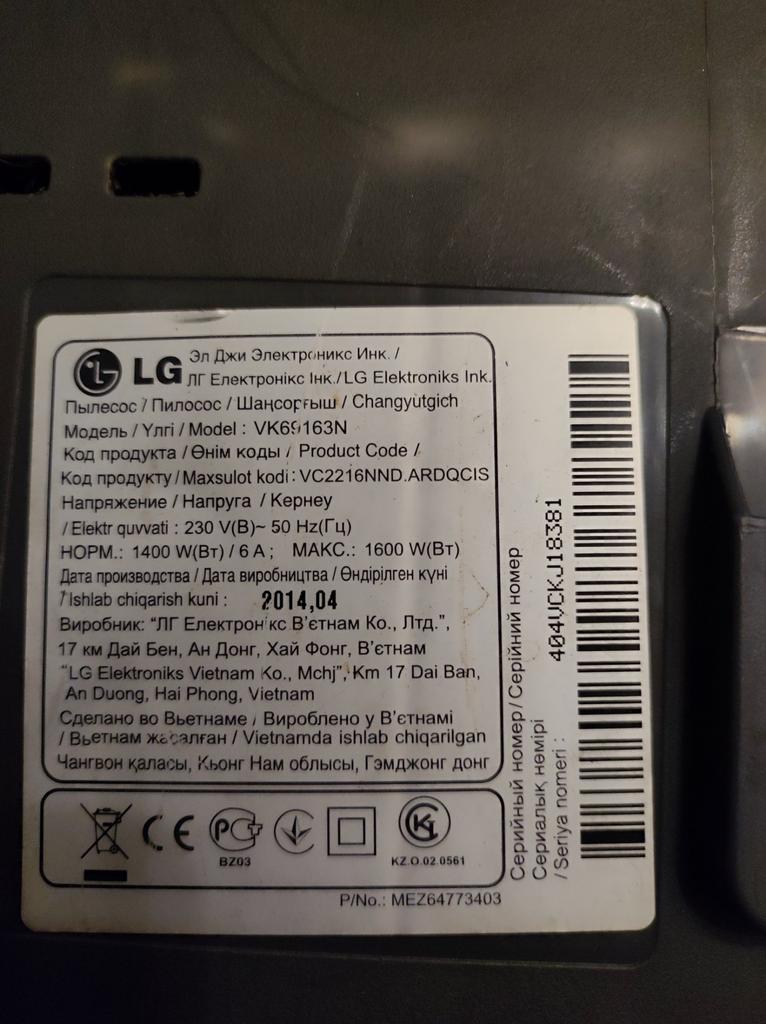 LG Эл Джи Электроникс Инк. /
ЛГ Електронікс Інк./LG Elektroniks Ink.
Пылесос / Пилосос / Шаңсорғыш / Changyutgich
Модель / Үлгі / Model : VK69163N
Код продукта / Өнім коды / Product Code /
Код продукту / Maxsulot kodi : VC2216NND.ARDQCIS
Напряжение / Напруга / Кернеу
/ Elektr quvvati : 230 V(В)~ 50 Hz(Гц)
НОРМ.: 1400 W(Вт) / 6 A ; МАКС.: 1600 W(Вт)
Дата производства / Дата виробництва / Өндірілген күні
/ Ishlab chiqarish kuni : 2014,04
Виробник: "ЛГ Електронікс В'єтнам Ко., Лтд.",
17 км Дай Бен, Ан Донг, Хай Фонг, В'єтнам
"LG Elektroniks Vietnam Ko., Mchj", Km 17 Dai Ban,
An Duong, Hai Phong, Vietnam
Сделано во Вьетнаме / Вироблено у В'єтнамі
/ Вьетнам жасалған / Vietnamda ishlab chiqarilgan
Чангвон қаласы, Кьонг Нам облысы, Гэмджонг донг
CE
BZ03
KZ.O.02.0561
P/No.: MEZ64773403
Серийный номер / Серійний номер
Сериалық нөмірі
/ Seriya nomeri :
404VCKJ18381